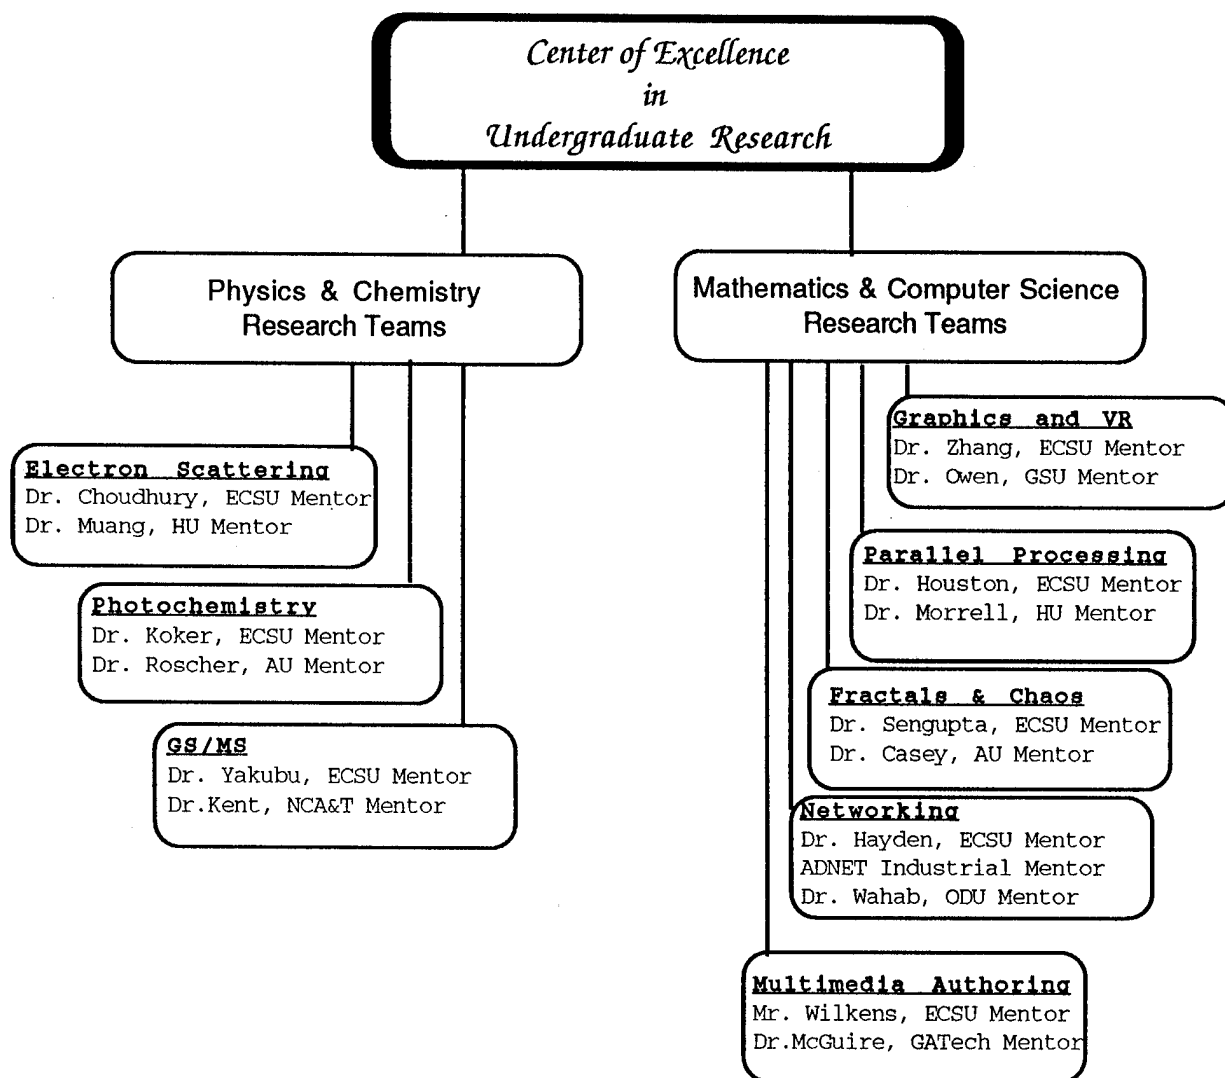 Center of Excellence
in
Undergraduate Research
Physics & Chemistry
Research Teams
Mathematics & Computer Science
Research Teams
Electron Scattering
Dr. Choudhury, ECSU Mentor
Dr. Muang, HU Mentor
Photochemistry
Dr. Koker, ECSU Mentor
Dr. Roscher, AU Mentor
GS/MS
Dr. Yakubu, ECSU Mentor
Dr.Kent, NCA&T Mentor
Graphics and VR
Dr. Zhang, ECSU Mentor
Dr. Owen, GSU Mentor
Parallel Processing
Dr. Houston, ECSU Mentor
Dr. Morrell, HU Mentor
Fractals & Chaos
Dr. Sengupta, ECSU Mentor
Dr. Casey, AU Mentor
Networking
Dr. Hayden, ECSU Mentor
ADNET Industrial Mentor
Dr. Wahab, ODU Mentor
Multimedia Authoring
Mr. Wilkens, ECSU Mentor
Dr.McGuire, GATech Mentor